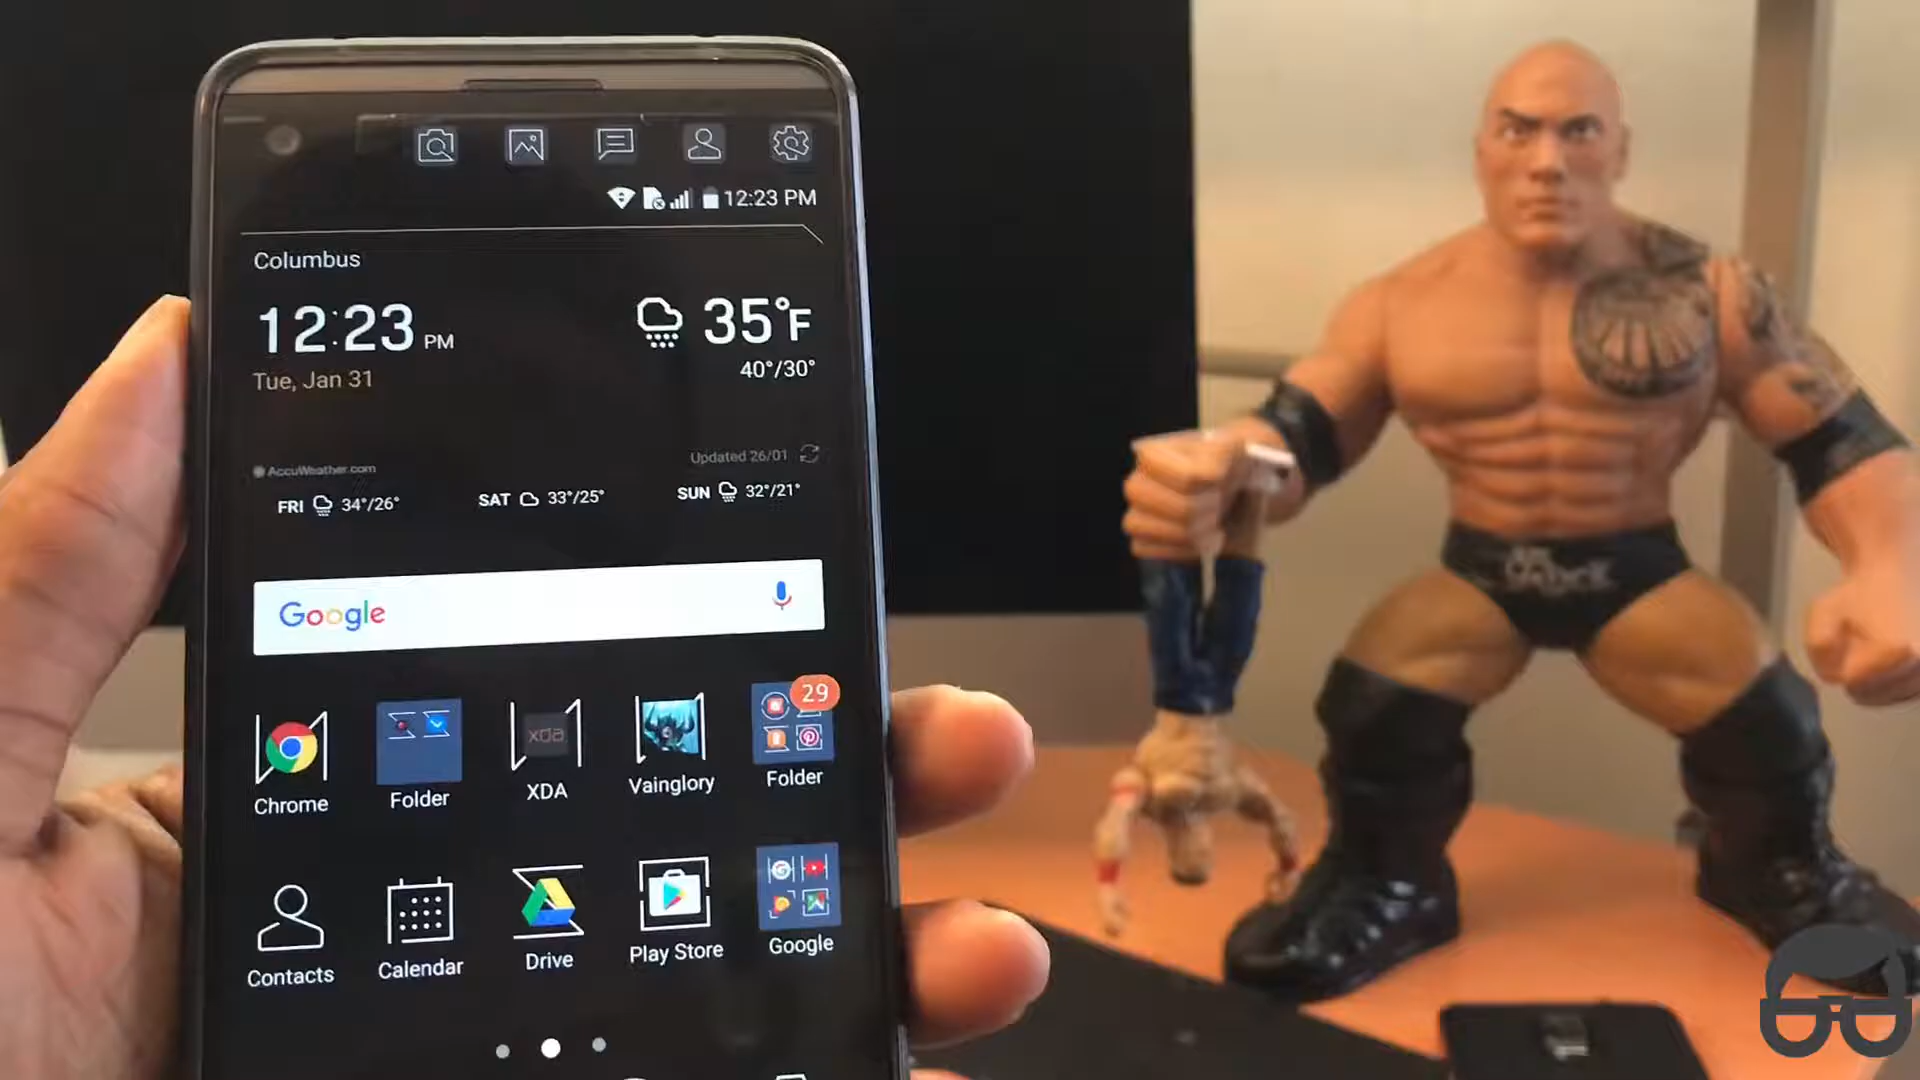 12:23 PM
Columbus
12:23 PM
35°F
40°/30°
Tue, Jan 31
Updated 26/01
AccuWeather.com
FRI 34°/26°
SAT 33°/25°
SUN 32°/21°
Google
29
xda
Chrome
Folder
XDA
Vainglory
Folder
Contacts
Calendar
Drive
Play Store
Google